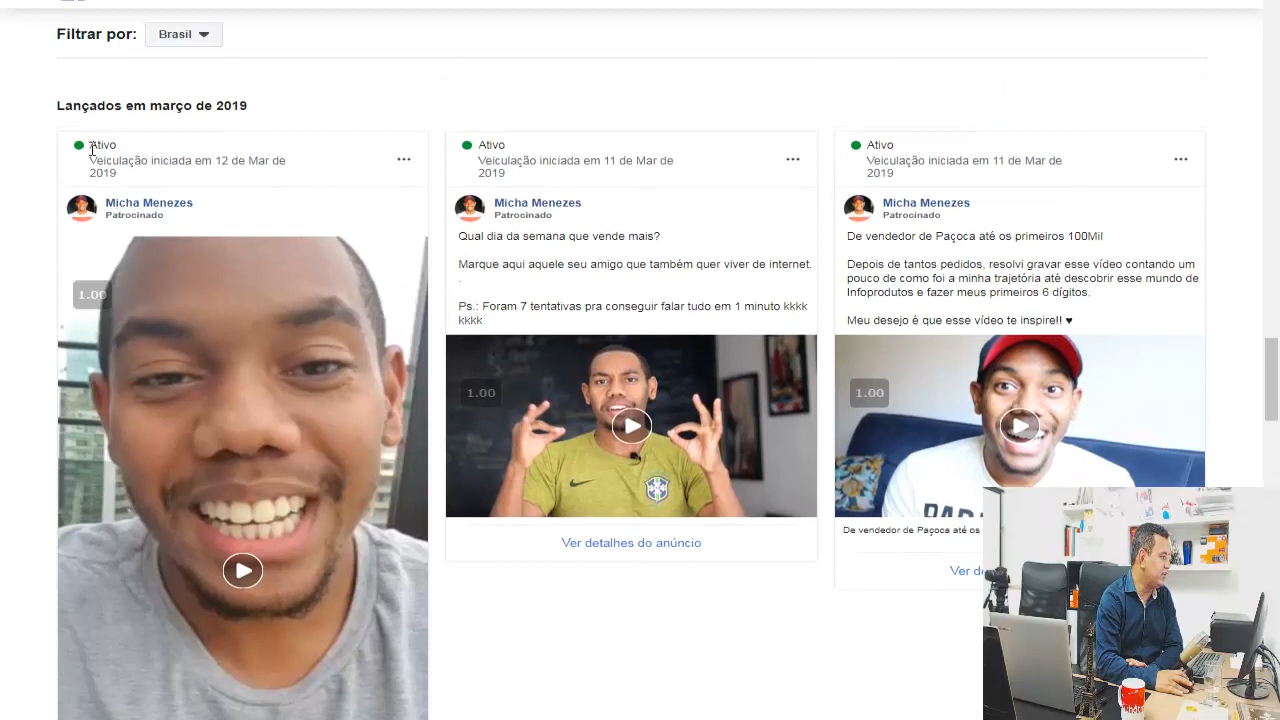 Filtrar por:
Brasil
Lançados em março de 2019
Ativo
Veiculação iniciada em 12 de Mar de
2019
Micha Menezes
Patrocinado
1.00
Ativo
Veiculação iniciada em 11 de Mar de
2019
Micha Menezes
Patrocinado
Qual dia da semana que vende mais?
Marque aqui aquele seu amigo que também quer viver de internet.
.
Ps.: Foram 7 tentativas pra conseguir falar tudo em 1 minuto kkkk
kkkk
1.00
Ver detalhes do anúncio
Ativo
Veiculação iniciada em 11 de Mar de
2019
Micha Menezes
Patrocinado
De vendedor de Paçoca até os primeiros 100Mil
Depois de tantos pedidos, resolvi gravar esse vídeo contando um
pouco de como foi a minha trajetória até descobrir esse mundo de
Infoprodutos e fazer meus primeiros 6 dígitos.
Meu desejo é que esse vídeo te inspire!! ♥
1.00
De vendedor de Paçoca até os
Ver de